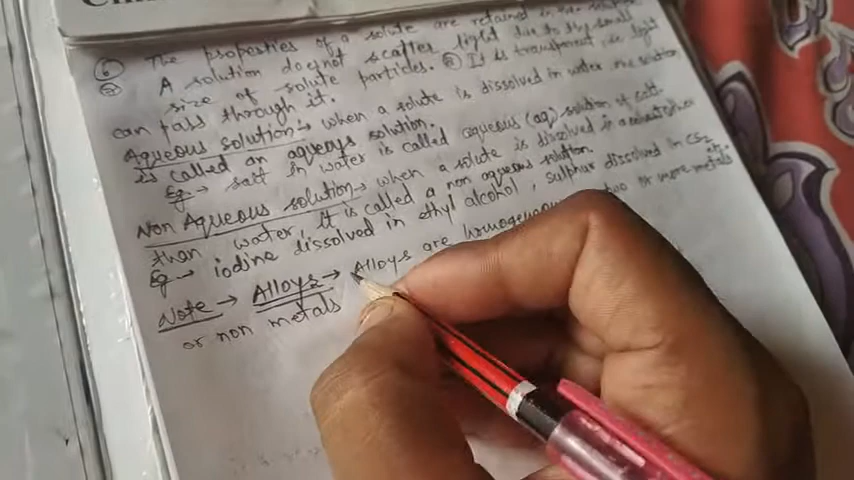 ⑥ The properties of a solute are retained in the solution
⑦ A solution doesnot scatter light due to the small
size of solute particles. ⑧ It is transparent, i.e light
can pass through it.
Aqueous solution:→ when a solute is dissolved in water the solution
is called an aqueous solution.
Eg → salt in water is called aqueous (aq) solution of salt.
Non Aqueous solution → when a solute is dissolved in a solvent other
than water, it is called a non aqueous solution.
Eg → iodine dissolved in ethyl alcohol, sulphur dissolved in CS2 etc.
Note → Alloys → Alloys are homogeneous two or more metals
or non metals